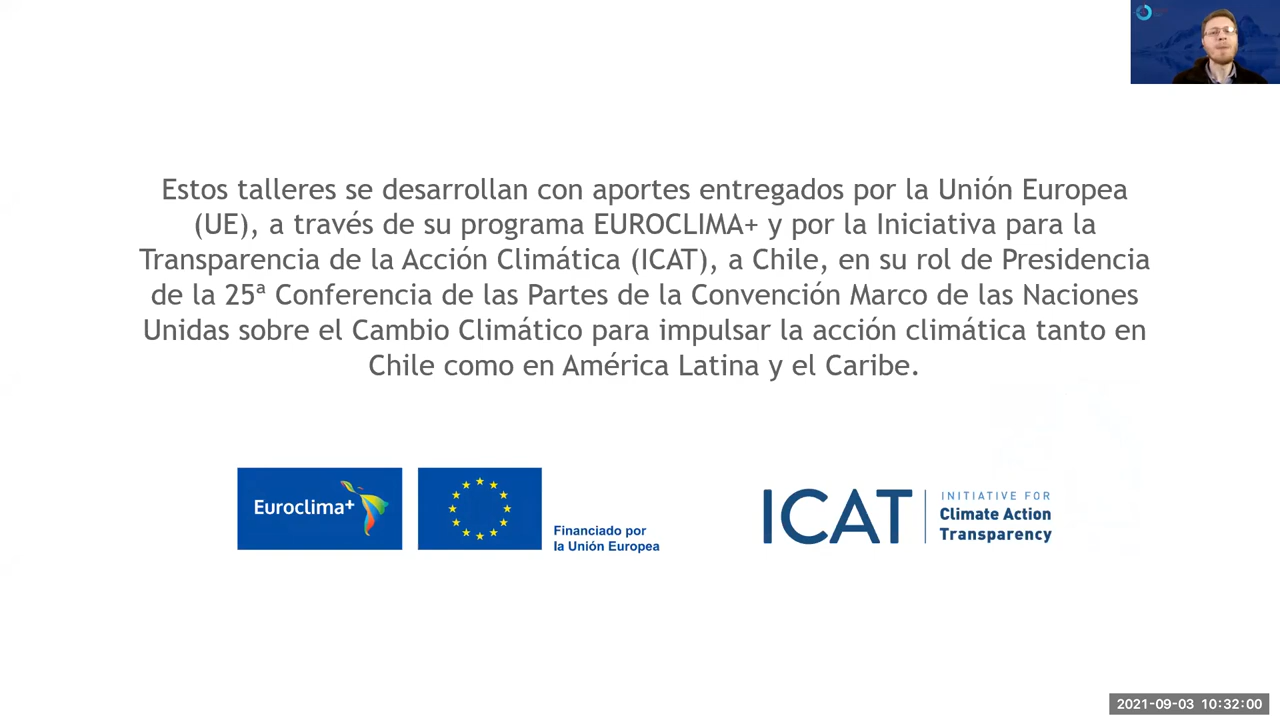 Estos talleres se desarrollan con aportes entregados por la Unión Europea
(UE), a través de su programa EUROCLIMA+ y por la Iniciativa para la
Transparencia de la Acción Climática (ICAT), a Chile, en su rol de Presidencia
de la 25ª Conferencia de las Partes de la Convención Marco de las Naciones
Unidas sobre el Cambio Climático para impulsar la acción climática tanto en
Chile como en América Latina y el Caribe.
Euroclima+
Financiado por
la Unión Europea
ICAT
INITIATIVE FOR
Climate Action
Transparency
2021-09-03 10:32:00